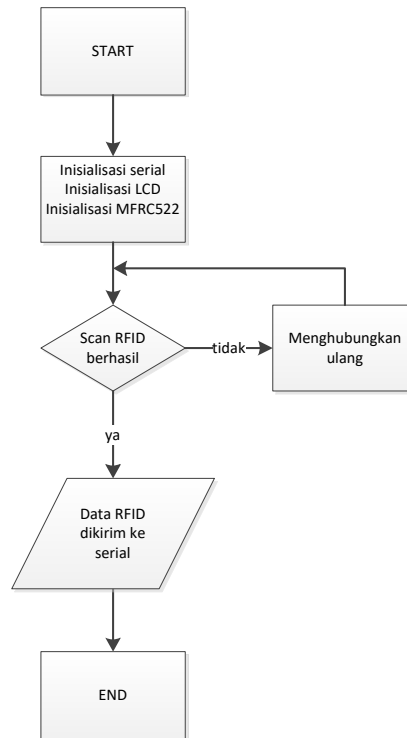 START
Inisialisasi serial
Inisialisasi LCD
Inisialisasi MFRC522
Scan RFID
berhasil
tidak
Menghubungkan
ulang
ya
Data RFID
dikirim ke
serial
END